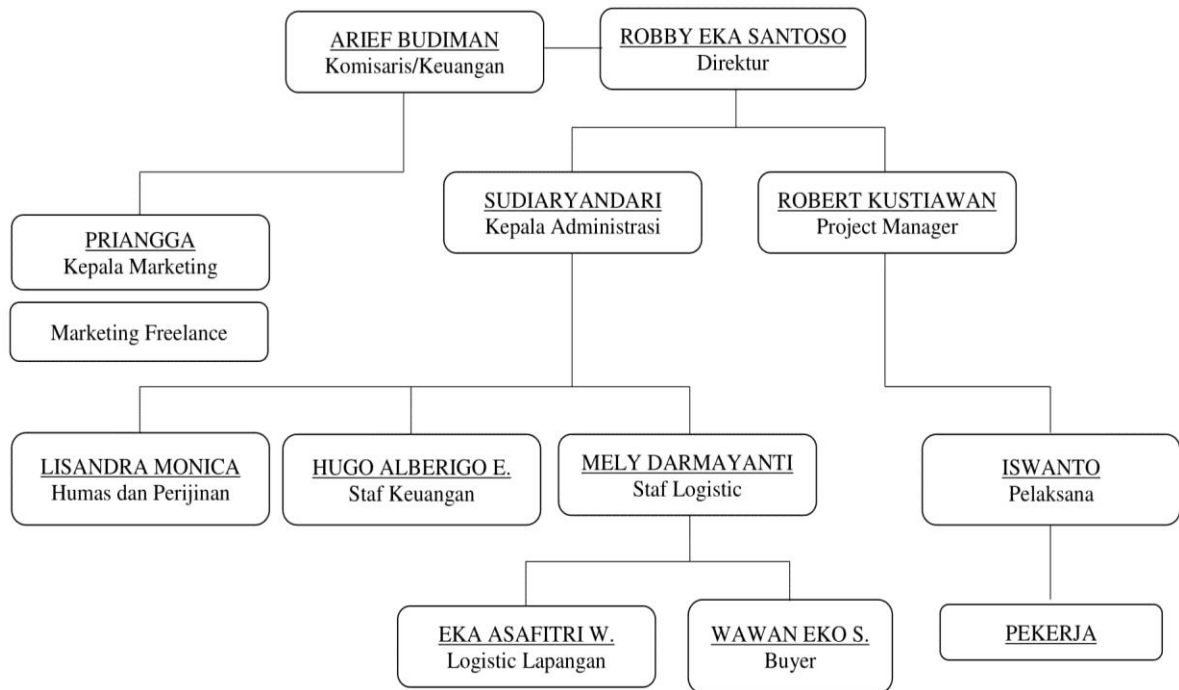 ARIEF BUDIMAN
Komisaris/Keuangan
ROBBY EKA SANTOSO
Direktur
SUDIARYANDARI
Kepala Administrasi
ROBERT KUSTIAWAN
Project Manager
PRIANGGA
Kepala Marketing
Marketing Freelance
LISANDRA MONICA
Humas dan Perijinan
HUGO ALBERIGO E.
Staf Keuangan
MELY DARMAYANTI
Staf Logistic
ISWANTO
Pelaksana
EKA ASAFITRI W.
Logistic Lapangan
WAWAN EKO S.
Buyer
PEKERJA